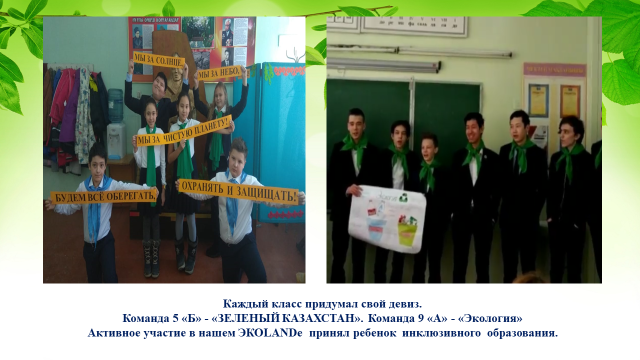 МЫ ЗА СОЛНЦЕ,
МЫ ЗА НЕБО,
МЫ ЗА ЧИСТУЮ ПЛАНЕТУ!
БУДЕМ ВСЁ ОБЕРЕГАТЬ,
ОХРАНЯТЬ И ЗАЩИЩАТЬ!
Каждый класс придумал свой девиз.
Команда 5 «Б» - «ЗЕЛЕНЫЙ КАЗАХСТАН». Команда 9 «А» - «Экология»
Активное участие в нашем ЭКОLANDе принял ребенок инклюзивного образования.